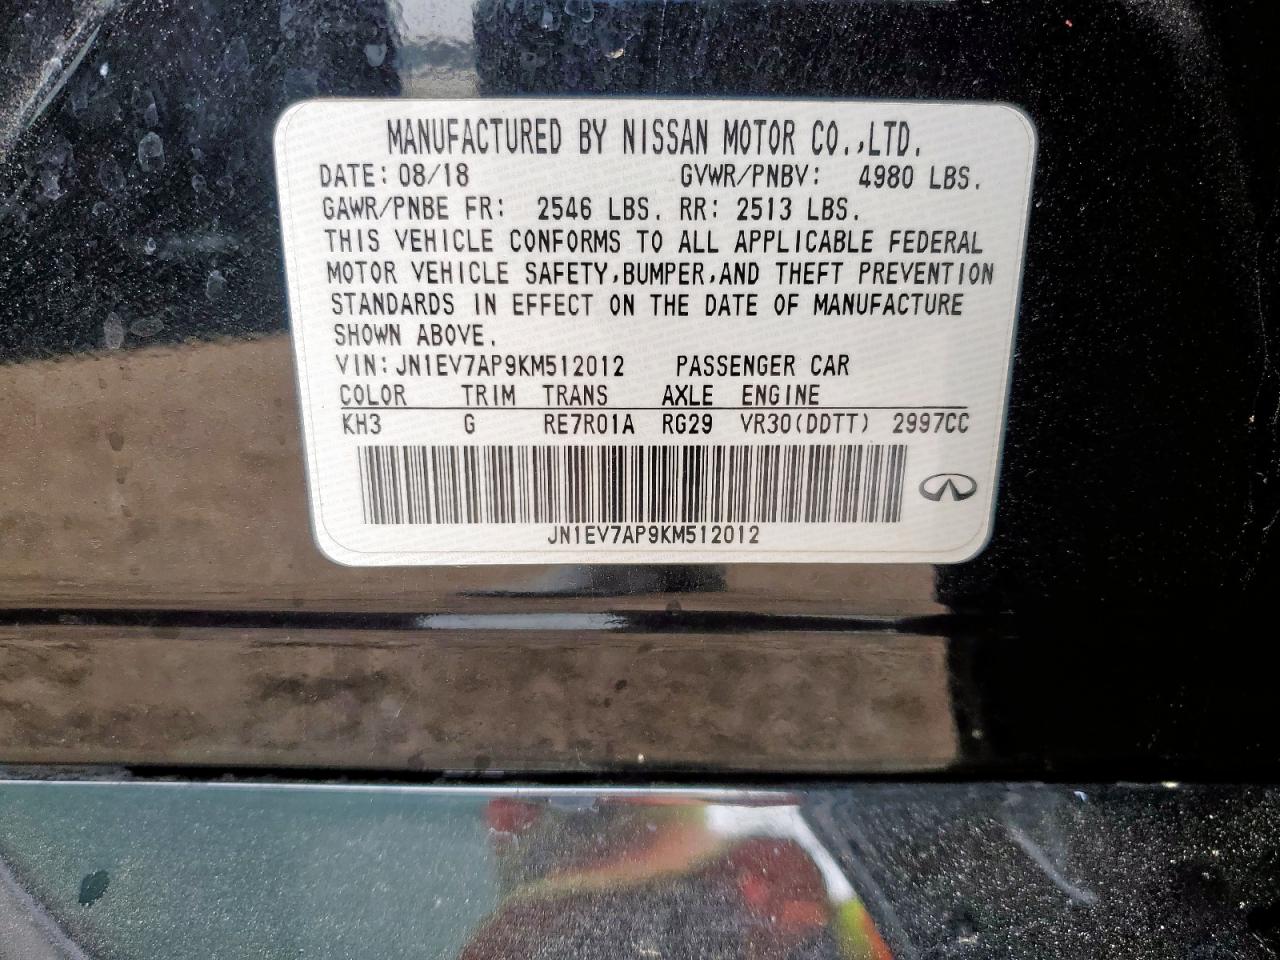 MANUFACTURED BY NISSAN MOTOR CO.,LTD.
DATE: 08/18 GVWR/PNBV: 4980 LBS.
GAWR/PNBE FR: 2546 LBS. RR: 2513 LBS.
THIS VEHICLE CONFORMS TO ALL APPLICABLE FEDERAL
MOTOR VEHICLE SAFETY,BUMPER,AND THEFT PREVENTION
STANDARDS IN EFFECT ON THE DATE OF MANUFACTURE
SHOWN ABOVE.
VIN:JN1EV7AP9KM512012 PASSENGER CAR
COLOR TRIM TRANS AXLE ENGINE
KH3 G RE7R01A RG29 VR30(DDTT) 2997CC
JN1EV7AP9KM512012